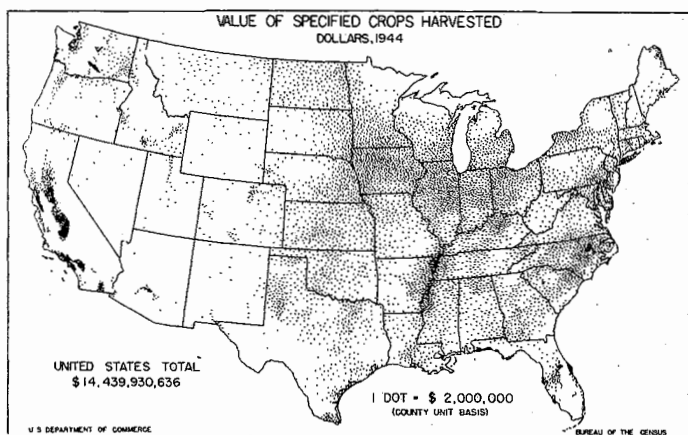 VALUE OF SPECIFIED CROPS HARVESTED
DOLLARS, 1944
UNITED STATES TOTAL
$14,439,930,636
1 DOT = $2,000,000
(COUNTY UNIT BASIS)
U S DEPARTMENT OF COMMERCE
BUREAU OF THE CENSUS